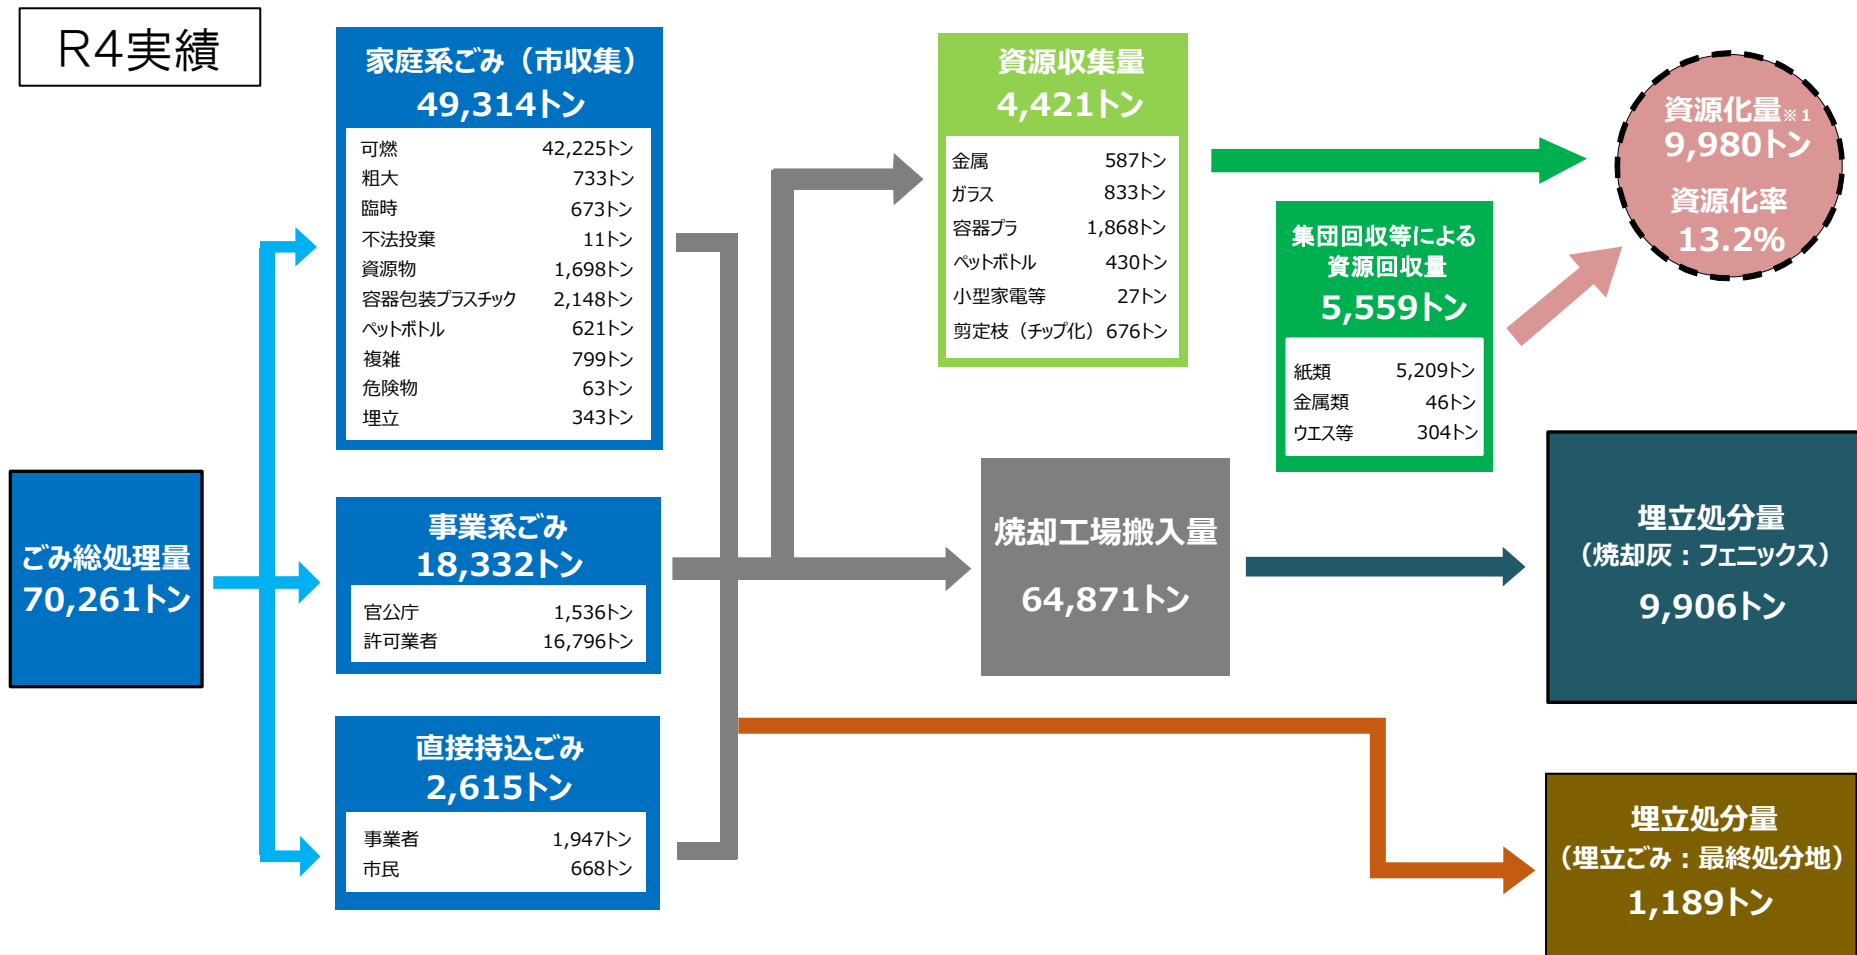 R4実績
ごみ総処理量
70,261トン
家庭系ごみ（市収集）
49,314トン
可燃 42,225トン
粗大 733トン
臨時 673トン
不法投棄 11トン
資源物 1,698トン
容器包装プラスチック 2,148トン
ペットボトル 621トン
複雑 799トン
危険物 63トン
埋立 343トン
事業系ごみ
18,332トン
官公庁 1,536トン
許可業者 16,796トン
直接持込ごみ
2,615トン
事業者 1,947トン
市民 668トン
資源収集量
4,421トン
金属 587トン
ガラス 833トン
容器プラ 1,868トン
ペットボトル 430トン
小型家電等 27トン
剪定枝（チップ化） 676トン
焼却工場搬入量
64,871トン
集団回収等による
資源回収量
5,559トン
紙類 5,209トン
金属類 46トン
ウエス等 304トン
資源化量※1
9,980トン
資源化率
13.2%
埋立処分量
（焼却灰：フェニックス）
9,906トン
埋立処分量
（埋立ごみ：最終処分地）
1,189トン